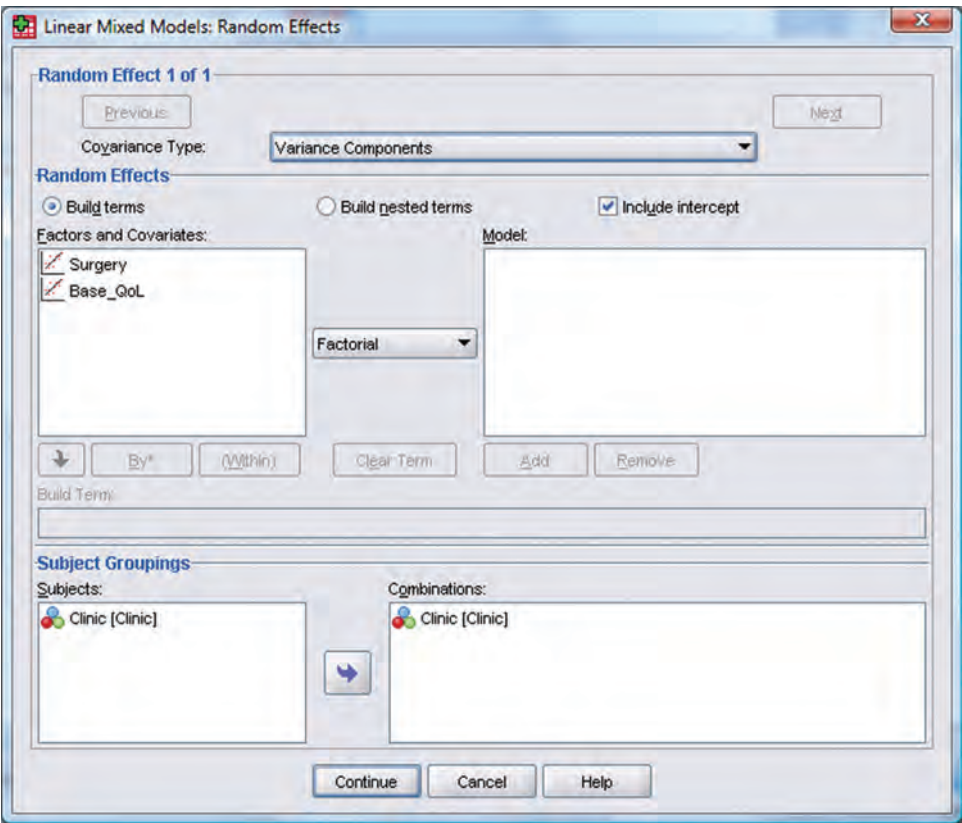 Linear Mixed Models: Random Effects
Random Effect 1 of 1
Previous
Next
Covariance Type:
Variance Components
Random Effects
Build terms
Build nested terms
Include intercept
Factors and Covariates:
Model:
Surgery
Base_QoL
Factorial
By*
(Within)
Clear Term
Add
Remove
Build Term:
Subject Groupings
Subjects:
Combinations:
Clinic [Clinic]
Clinic [Clinic]
Continue
Cancel
Help